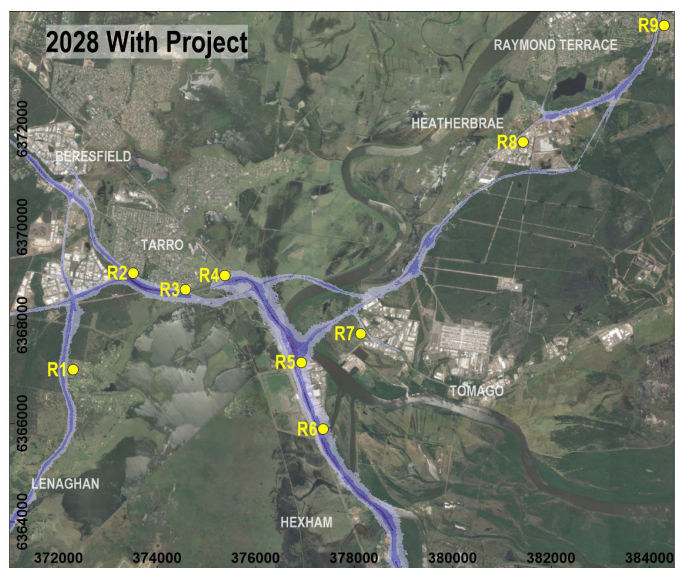 2028 With Project
R9
RAYMOND TERRACE
6372000
HEATHERBRAE
R8
BERESFIELD
6370000
TARRO
R2
R4
R3
6368000
R7
R1
R5
TOMAGO
6366000
R6
LENAGHAN
6364000
HEXHAM
372000 374000 376000 378000 380000 382000 384000